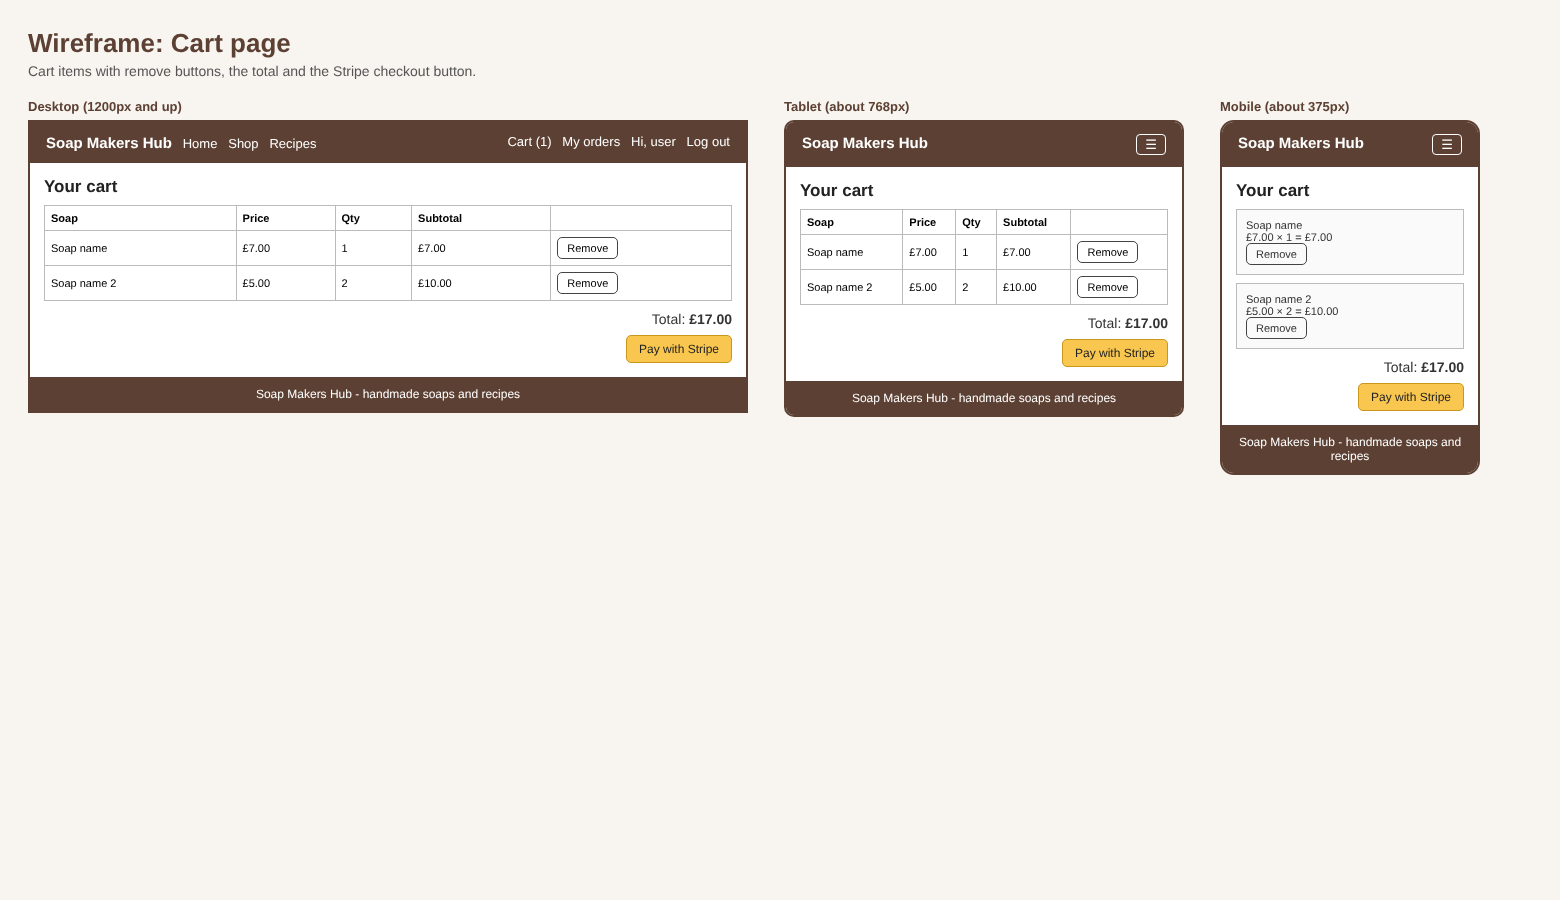 Wireframe: Cart page
Cart items with remove buttons, the total and the Stripe checkout button.
Desktop (1200px and up)
Soap Makers Hub Home Shop Recipes Cart (1) My orders Hi, user Log out
Your cart
Soap Price Qty Subtotal
Soap name £7.00 1 £7.00 Remove
Soap name 2 £5.00 2 £10.00 Remove
Total: £17.00
Pay with Stripe
Soap Makers Hub - handmade soaps and recipes
Tablet (about 768px)
Soap Makers Hub ☰
Your cart
Soap Price Qty Subtotal
Soap name £7.00 1 £7.00 Remove
Soap name 2 £5.00 2 £10.00 Remove
Total: £17.00
Pay with Stripe
Soap Makers Hub - handmade soaps and recipes
Mobile (about 375px)
Soap Makers Hub ☰
Your cart
Soap name
£7.00 × 1 = £7.00
Remove
Soap name 2
£5.00 × 2 = £10.00
Remove
Total: £17.00
Pay with Stripe
Soap Makers Hub - handmade soaps and
recipes